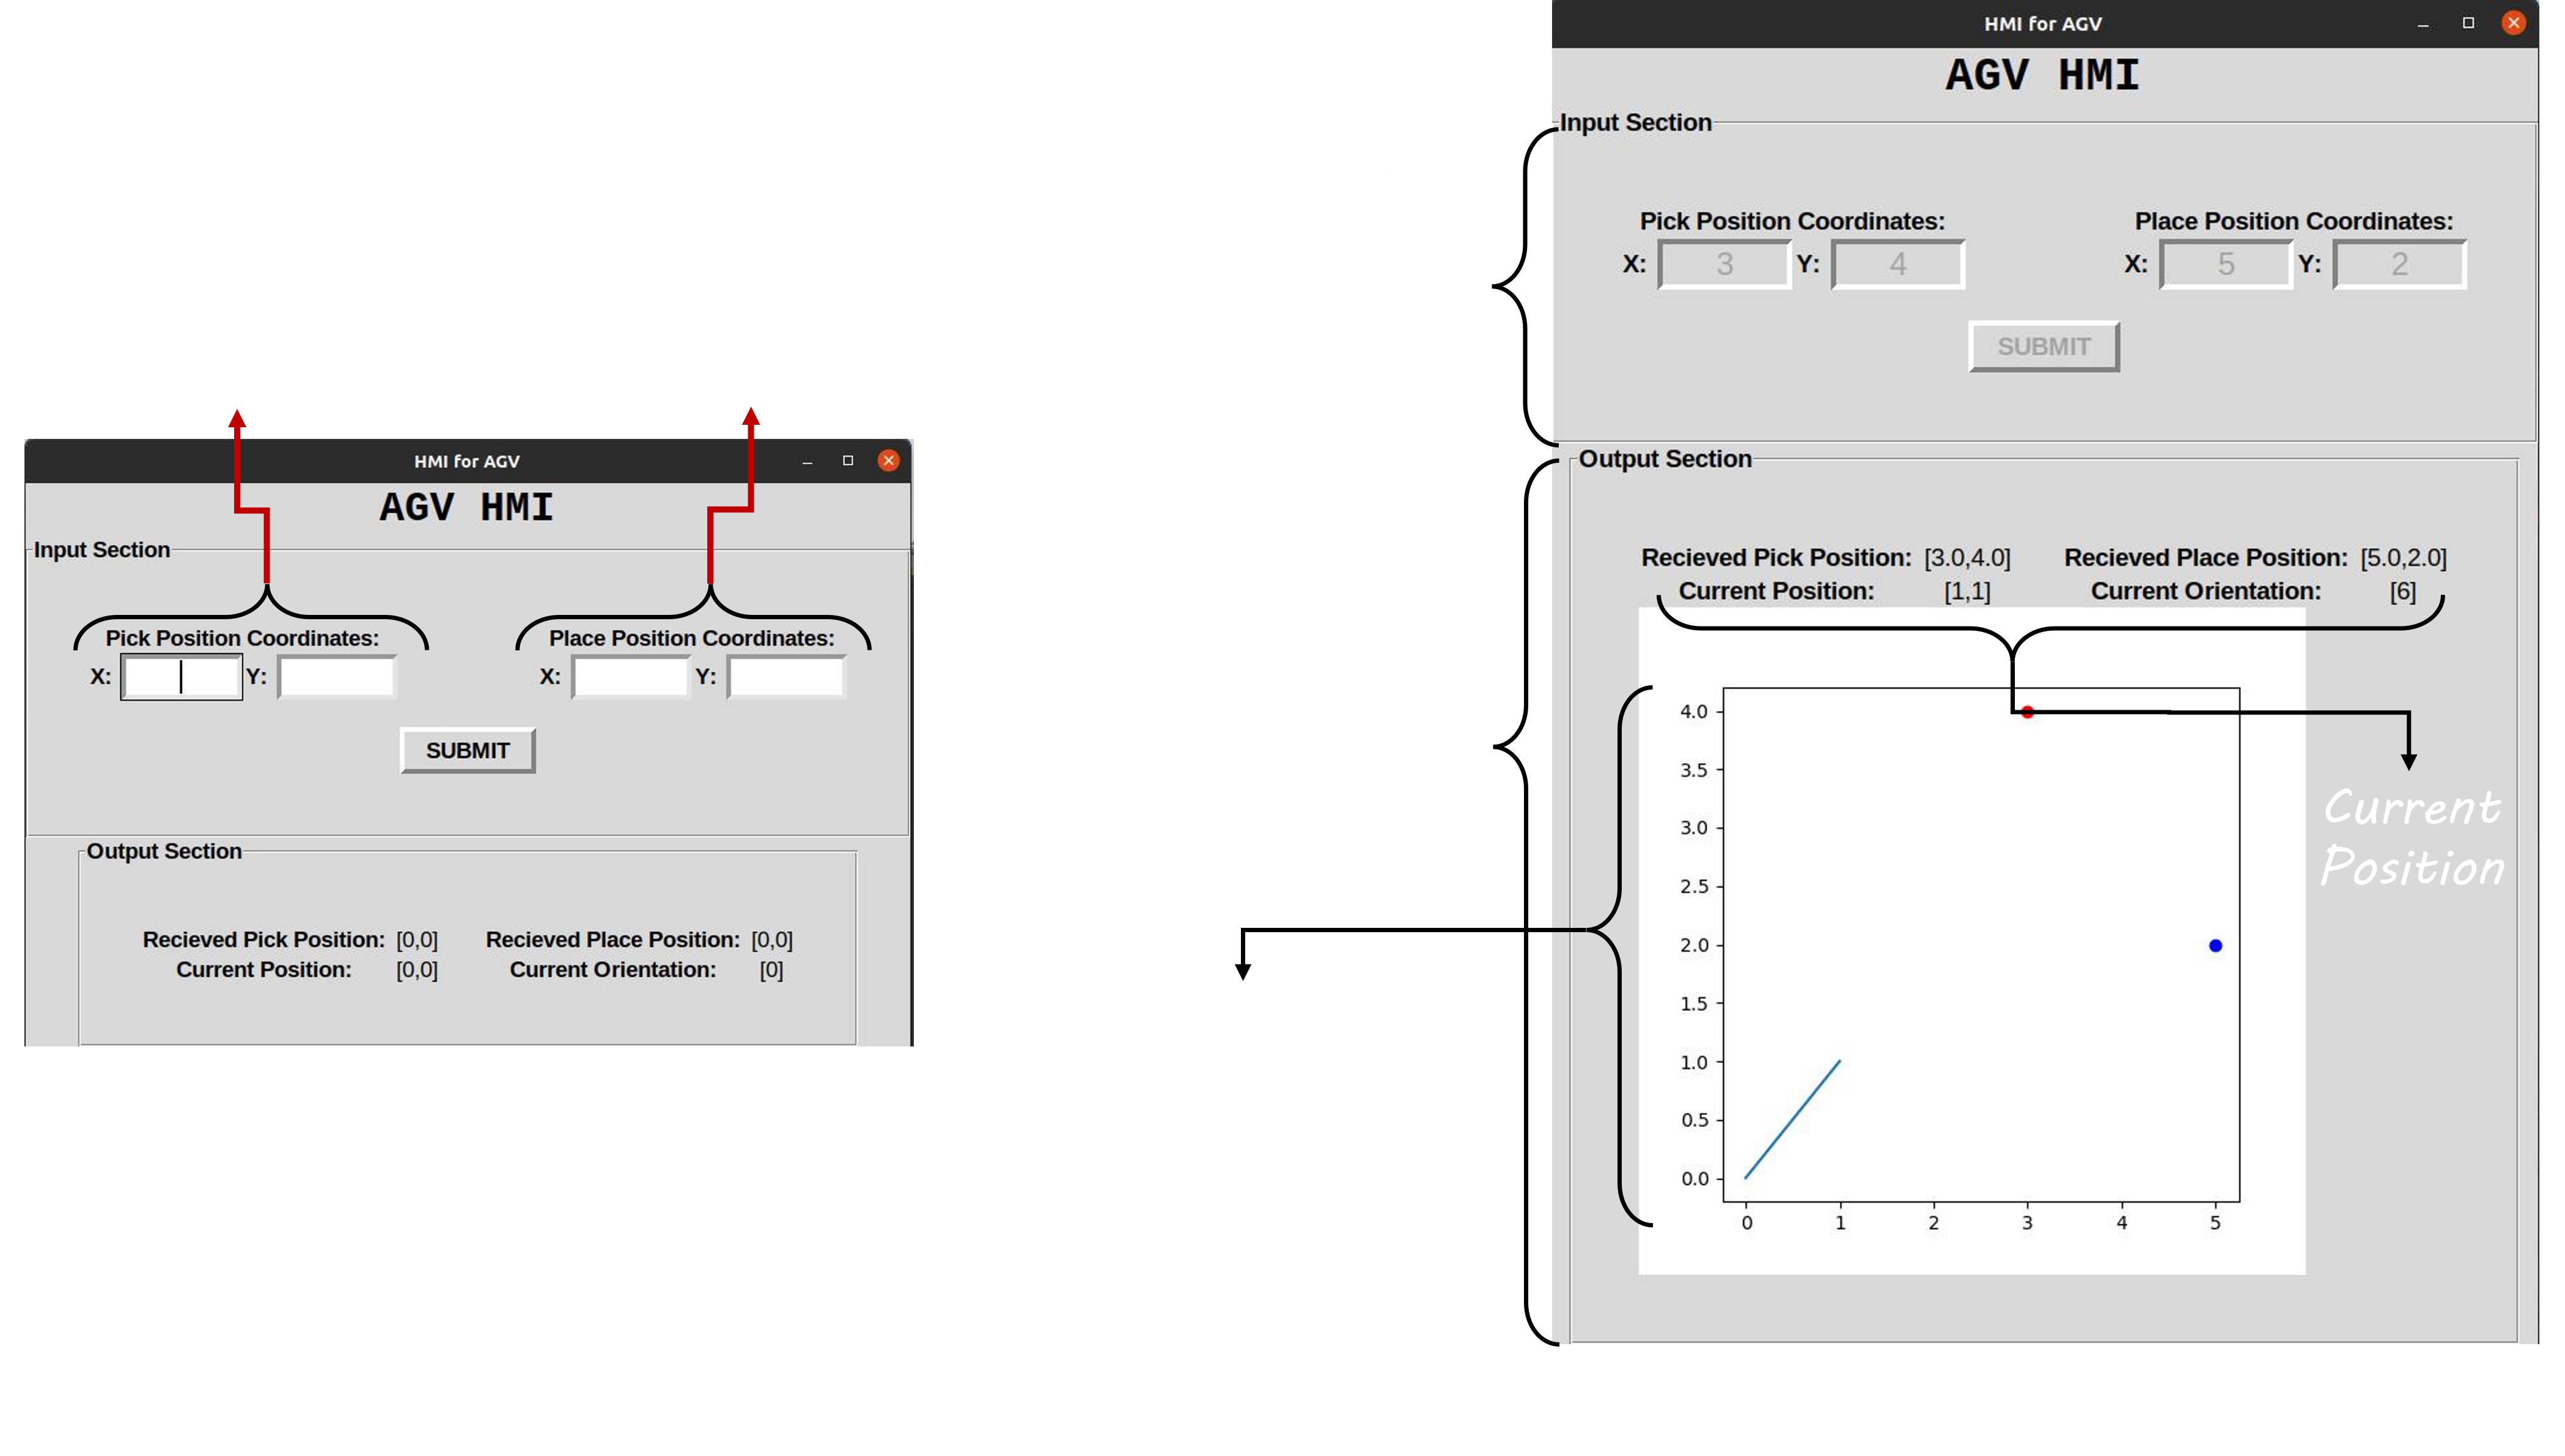 HMI for AGV
AGV HMI
Input Section
Pick Position Coordinates: Place Position Coordinates:
X: Y: X: Y:
SUBMIT
Output Section
Recieved Pick Position: [0,0] Recieved Place Position: [0,0]
Current Position: [0,0] Current Orientation: [0]
HMI for AGV
AGV HMI
Input Section
Pick Position Coordinates: Place Position Coordinates:
X: 3 Y: 4 X: 5 Y: 2
SUBMIT
Output Section
Recieved Pick Position: [3.0,4.0] Recieved Place Position: [5.0,2.0]
Current Position: [1,1] Current Orientation: [6]
4.0
3.5
3.0
2.5
2.0
1.5
1.0
0.5
0.0
0 1 2 3 4 5
Current
Position